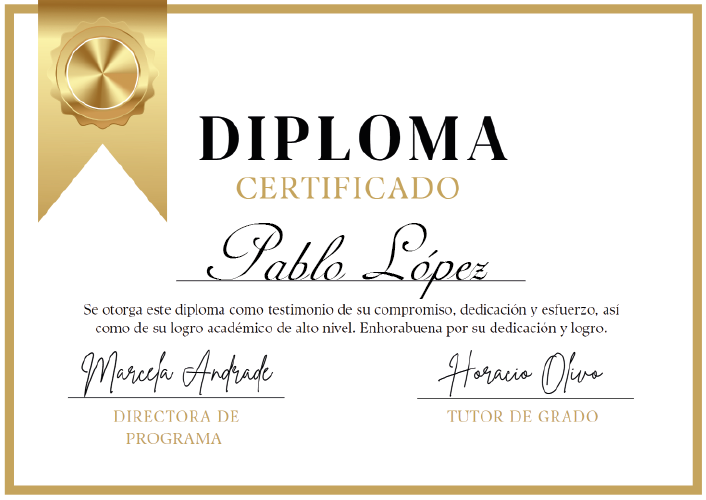 DIPLOMA
CERTIFICADO
Pablo López
Se otorga este diploma como testimonio de su compromiso, dedicación y esfuerzo, así
como de su logro académico de alto nivel. Enhorabuena por su dedicación y logro.
Marcela Andrade
Horacio Olivo
DIRECTORA DE
PROGRAMA
TUTOR DE GRADO